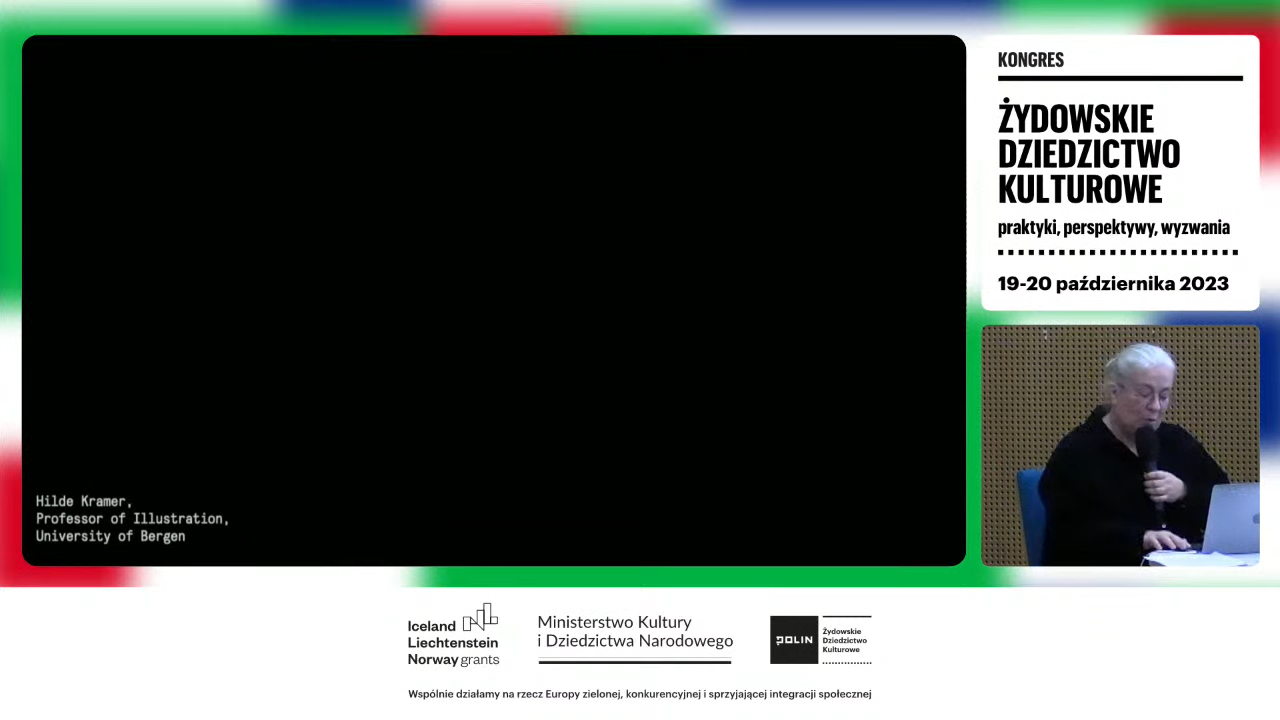 KONGRES
ŻYDOWSKIE
DZIEDZICTWO
KULTUROWE
praktyki, perspektywy, wyzwania
19-20 października 2023
Hilde Kramer,
Professor of Illustration,
University of Bergen
Iceland
Liechtenstein
Norway grants
Ministerstwo Kultury
i Dziedzictwa Narodowego
POLIN
Żydowskie
Dziedzictwo
Kulturowe
Wspólnie działamy na rzecz Europy zielonej, konkurencyjnej i sprzyjającej integracji społecznej